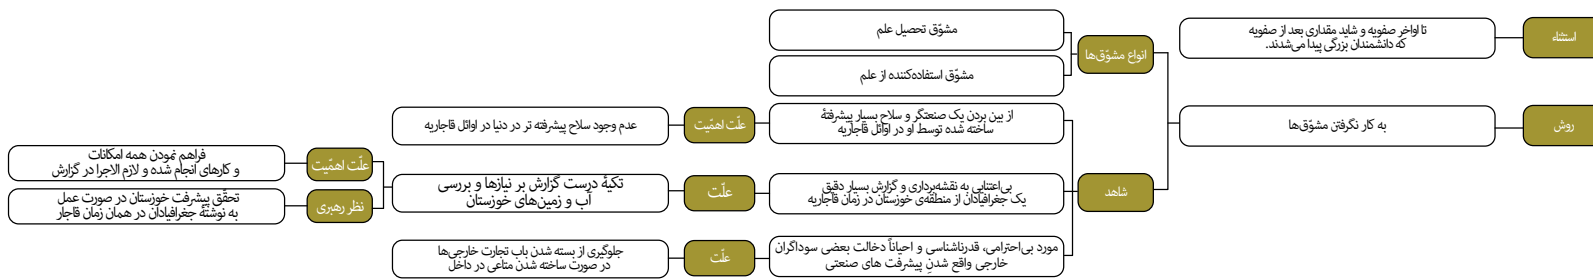 استثناء
تا اواخر صفویه و شاید مقداری بعد از صفویه
که دانشمندان بزرگی پیدا می‌شدند.
روش
به کار نگرفتن مشوّق‌ها
انواع مشوّق‌ها
مشوّق تحصیل علم
مشوّق استفاده‌کننده از علم
شاهد
از بین بردن یک صنعتگر و سلاح بسیار پیشرفتهٔ
ساخته شده توسط او در اوائل قاجاریه
علّت اهمّیت
عدم وجود سلاح پیشرفته تر در دنیا در اوائل قاجاریه
بی‌اعتنایی به نقشه‌برداری و گزارش بسیار دقیق
یک جغرافیادان از منطقه‌ی خوزستان در زمان قاجاریه
علّت
تکیهٔ درست گزارش بر نیازها و بررسی
آب و زمین‌های خوزستان
علّت اهمّیت
فراهم نمودن همه امکانات
و کارهای انجام شده و لازم الاجرا در گزارش
نظر رهبری
تحقّق پیشرفت خوزستان در صورت عمل
به نوشتهٔ جغرافیادان در همان زمان قاجار
مورد بی‌احترامی، قدرناشناسی و احیاناً دخالت بعضی سوداگران
خارجی واقع شدنِ پیشرفت های صنعتی
علّت
جلوگیری از بسته شدن باب تجارت خارجی‌ها
در صورت ساخته شدن متاعی در داخل